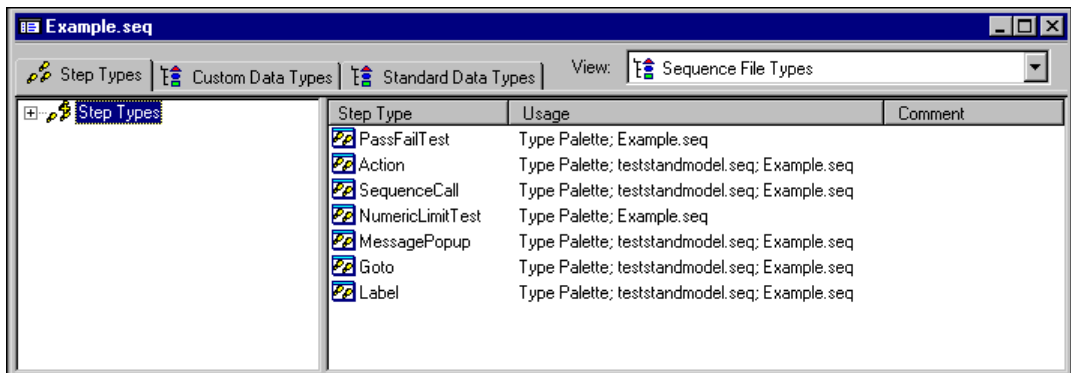 Example.seq
Step Types Custom Data Types Standard Data Types View: Sequence File Types
Step Types
Step Type Usage Comment
PassFailTest Type Palette; Example.seq
Action Type Palette; teststandmodel.seq; Example.seq
SequenceCall Type Palette; teststandmodel.seq; Example.seq
NumericLimitTest Type Palette; Example.seq
MessagePopup Type Palette; teststandmodel.seq; Example.seq
Goto Type Palette; teststandmodel.seq; Example.seq
Label Type Palette; teststandmodel.seq; Example.seq